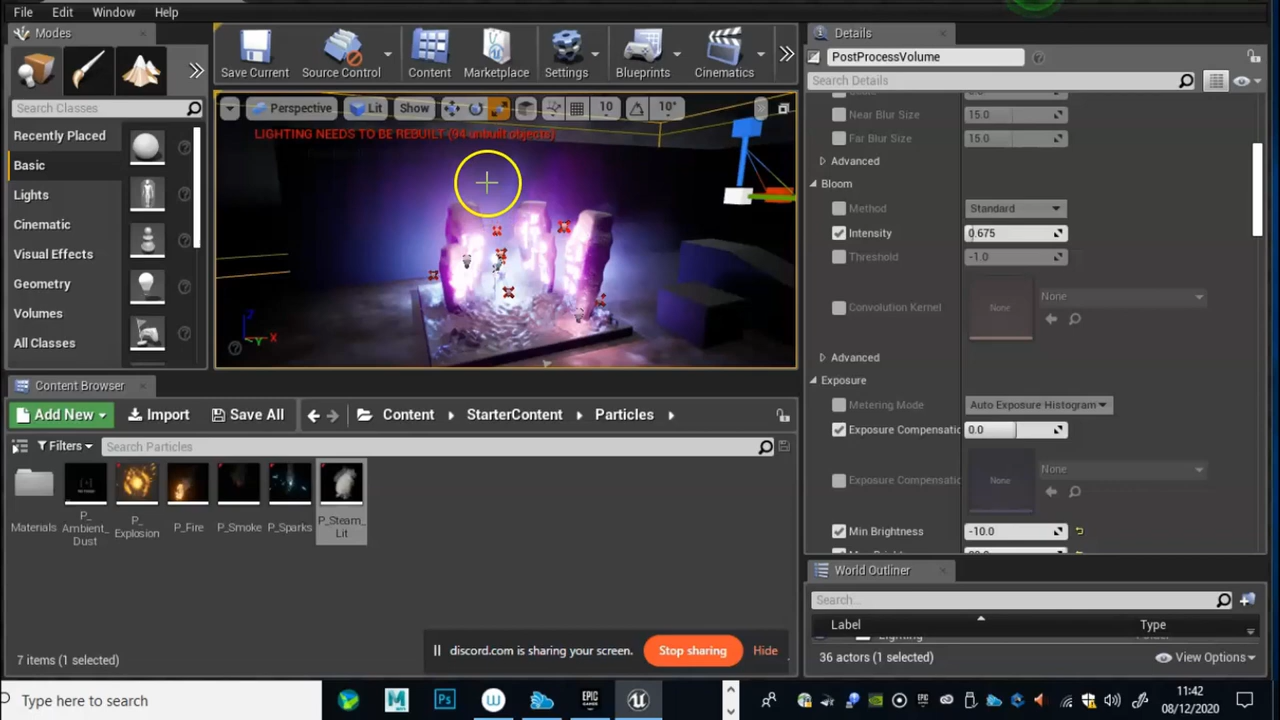 File Edit Window Help
Modes
Search Classes
Recently Placed
Basic
Lights
Cinematic
Visual Effects
Geometry
Volumes
All Classes
Save Current Source Control Content Marketplace Settings Blueprints Cinematics
Perspective Lit Show 10 10°
LIGHTING NEEDS TO BE REBUILT (94 unbuilt objects)
Z
Y X
Content Browser
Add New Import Save All Content StarterContent Particles
Filters Search Particles
Materials
P_Ambient_Dust
P_Explosion
P_Fire
P_Smoke
P_Sparks
P_Steam_Lit
7 items (1 selected)
discord.com is sharing your screen. Stop sharing Hide
Details
PostProcessVolume
Search Details
Near Blur Size 15.0
Far Blur Size 15.0
Advanced
Bloom
Method Standard
Intensity 0.675
Threshold -1.0
Convolution Kernel None None
Advanced
Exposure
Metering Mode Auto Exposure Histogram
Exposure Compensatic 0.0
Exposure Compensatic None None
Min Brightness -10.0
World Outliner
Search...
Label Type
36 actors (1 selected) View Options
Type here to search
11:42
08/12/2020